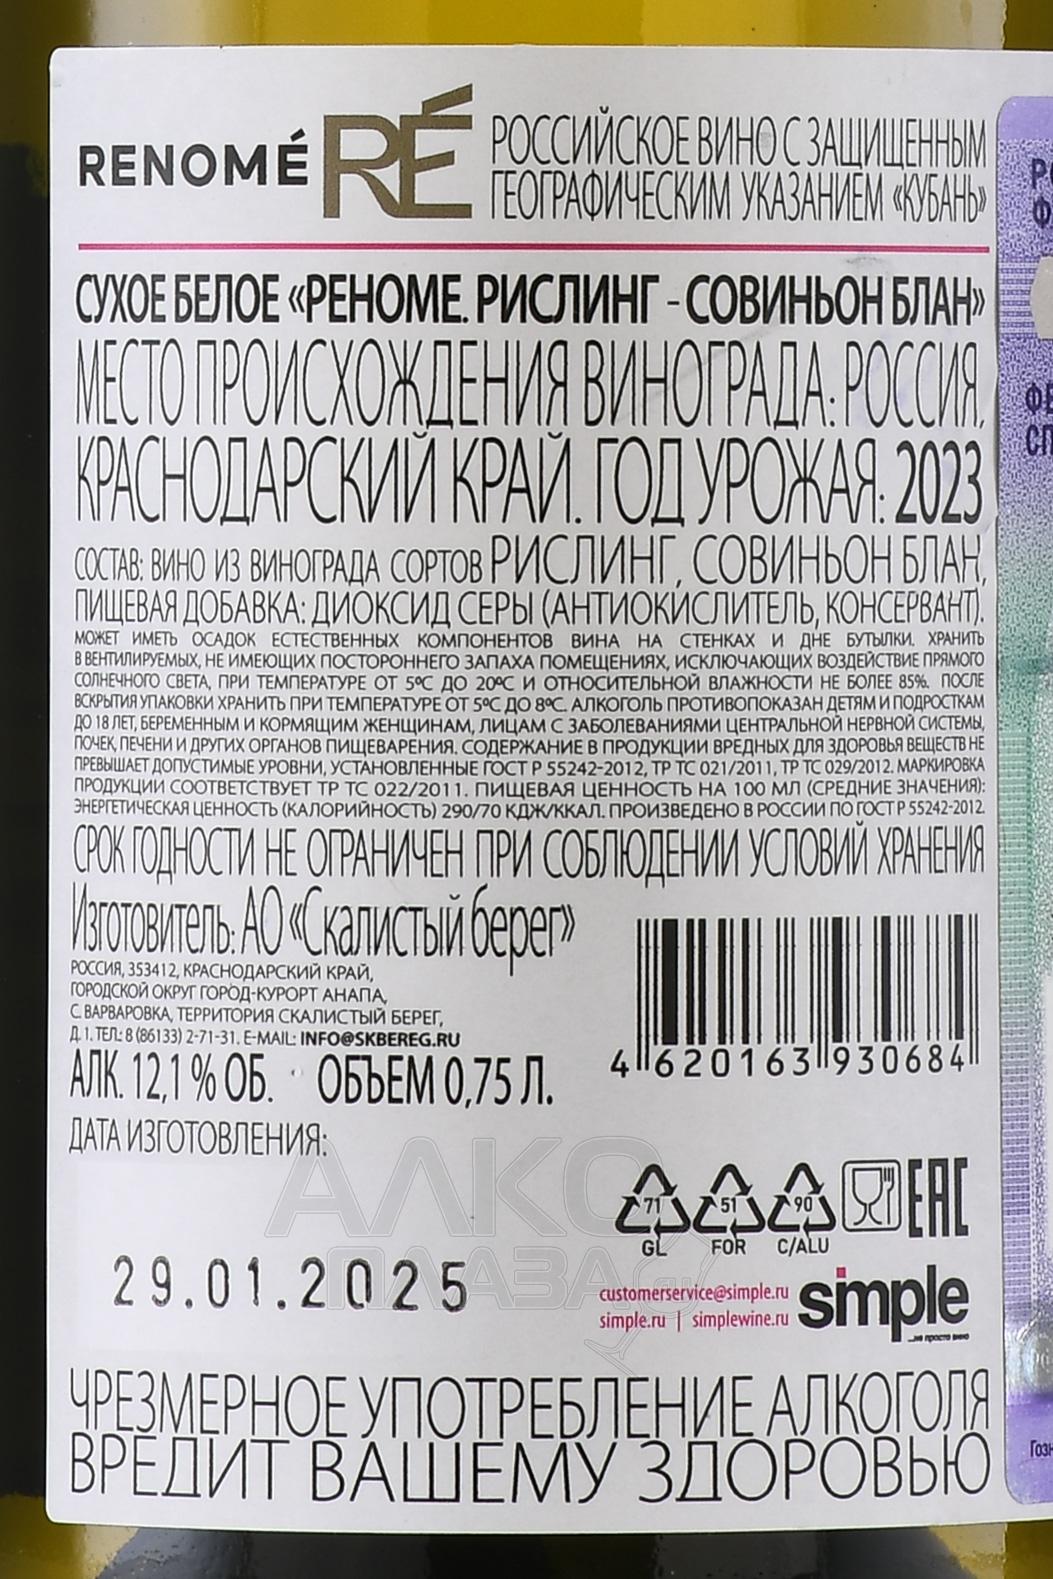 RENOMÉ RÉ РОССИЙСКОЕ ВИНО С ЗАЩИЩЕННЫМ
ГЕОГРАФИЧЕСКИМ УКАЗАНИЕМ «КУБАНЬ»
СУХОЕ БЕЛОЕ «РЕНОМЕ. РИСЛИНГ - СОВИНЬОН БЛАН»
МЕСТО ПРОИСХОЖДЕНИЯ ВИНОГРАДА: РОССИЯ,
КРАСНОДАРСКИЙ КРАЙ. ГОД УРОЖАЯ: 2023
СОСТАВ: ВИНО ИЗ ВИНОГРАДА СОРТОВ РИСЛИНГ, СОВИНЬОН БЛАН,
ПИЩЕВАЯ ДОБАВКА: ДИОКСИД СЕРЫ (АНТИОКИСЛИТЕЛЬ, КОНСЕРВАНТ).
МОЖЕТ ИМЕТЬ ОСАДОК ЕСТЕСТВЕННЫХ КОМПОНЕНТОВ ВИНА НА СТЕНКАХ И ДНЕ БУТЫЛКИ. ХРАНИТЬ
В ВЕНТИЛИРУЕМЫХ, НЕ ИМЕЮЩИХ ПОСТОРОННЕГО ЗАПАХА ПОМЕЩЕНИЯХ, ИСКЛЮЧАЮЩИХ ВОЗДЕЙСТВИЕ ПРЯМОГО
СОЛНЕЧНОГО СВЕТА, ПРИ ТЕМПЕРАТУРЕ ОТ 5ºC ДО 20ºC И ОТНОСИТЕЛЬНОЙ ВЛАЖНОСТИ НЕ БОЛЕЕ 85%. ПОСЛЕ
ВСКРЫТИЯ УПАКОВКИ ХРАНИТЬ ПРИ ТЕМПЕРАТУРЕ ОТ 5ºC ДО 8ºC. АЛКОГОЛЬ ПРОТИВОПОКАЗАН ДЕТЯМ И ПОДРОСТКАМ
ДО 18 ЛЕТ, БЕРЕМЕННЫМ И КОРМЯЩИМ ЖЕНЩИНАМ, ЛИЦАМ С ЗАБОЛЕВАНИЯМИ ЦЕНТРАЛЬНОЙ НЕРВНОЙ СИСТЕМЫ,
ПОЧЕК, ПЕЧЕНИ И ДРУГИХ ОРГАНОВ ПИЩЕВАРЕНИЯ. СОДЕРЖАНИЕ В ПРОДУКЦИИ ВРЕДНЫХ ДЛЯ ЗДОРОВЬЯ ВЕЩЕСТВ НЕ
ПРЕВЫШАЕТ ДОПУСТИМЫЕ УРОВНИ, УСТАНОВЛЕННЫЕ ГОСТ Р 55242-2012, ТР ТС 021/2011, ТР ТС 029/2012. МАРКИРОВКА
ПРОДУКЦИИ СООТВЕТСТВУЕТ ТР ТС 022/2011. ПИЩЕВАЯ ЦЕННОСТЬ НА 100 МЛ (СРЕДНИЕ ЗНАЧЕНИЯ):
ЭНЕРГЕТИЧЕСКАЯ ЦЕННОСТЬ (КАЛОРИЙНОСТЬ) 290/70 КДЖ/ККАЛ. ПРОИЗВЕДЕНО В РОССИИ ПО ГОСТ Р 55242-2012.
СРОК ГОДНОСТИ НЕ ОГРАНИЧЕН ПРИ СОБЛЮДЕНИИ УСЛОВИЙ ХРАНЕНИЯ
Изготовитель: АО «Скалистый берег»
РОССИЯ, 353412, КРАСНОДАРСКИЙ КРАЙ,
ГОРОДСКОЙ ОКРУГ ГОРОД-КУРОРТ АНАПА,
С. ВАРВАРОВКА, ТЕРРИТОРИЯ СКАЛИСТЫЙ БЕРЕГ,
Д. 1. ТЕЛ.: 8 (86133) 2-71-31. E-MAIL: INFO@SKBEREG.RU
4 620163 930684
АЛК. 12,1 % ОБ. ОБЪЕМ 0,75 Л.
ДАТА ИЗГОТОВЛЕНИЯ:
АЛКО
ПЛАЗА
71 51 90 EAC
GL FOR C/ALU
29.01.2025
customerservice@simple.ru
simple.ru | simplewine.ru
simple
...не просто вино
ЧРЕЗМЕРНОЕ УПОТРЕБЛЕНИЕ АЛКОГОЛЯ
ВРЕДИТ ВАШЕМУ ЗДОРОВЬЮ